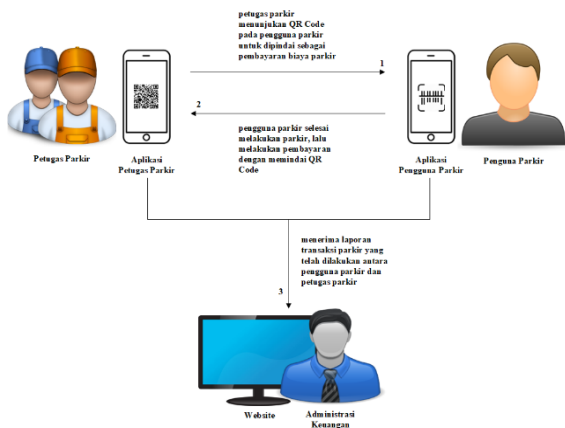 petugas parkir
menunjukan QR Code
pada pengguna parkir
untuk dipindai sebagai
pembayaran biaya parkir
1
2
pengguna parkir selesai
melakukan parkir, lalu
melakukan pembayaran
dengan memindai QR
Code
Petugas Parkir
Aplikasi
Petugas Parkir
Aplikasi
Pengguna Parkir
Penguna Parkir
menerima laporan
transaksi parkir yang
telah dilakukan antara
pengguna parkir dan
petugas parkir
3
Website
Administrasi
Keuangan